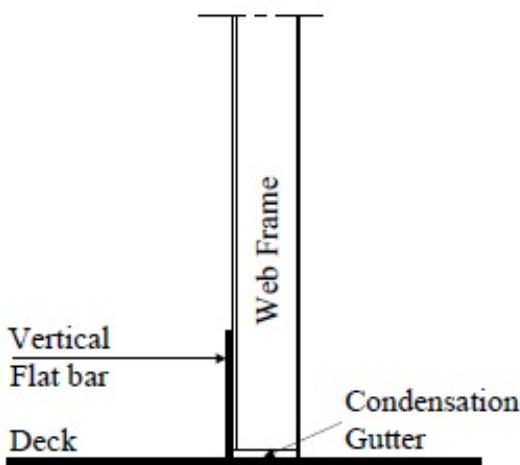 Web Frame
Vertical
Flat bar
Condensation
Gutter
Deck